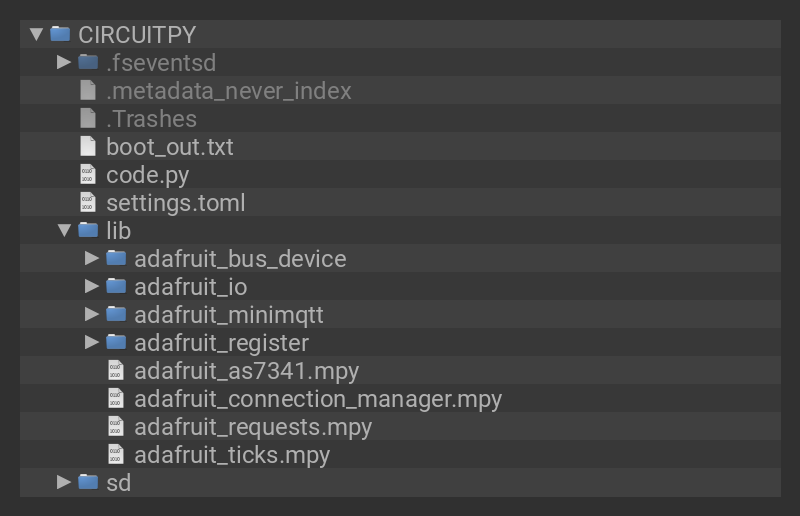 CIRCUITPY
.fseventsd
.metadata_never_index
.Trashes
boot_out.txt
code.py
settings.toml
lib
adafruit_bus_device
adafruit_io
adafruit_minimqtt
adafruit_register
adafruit_as7341.mpy
adafruit_connection_manager.mpy
adafruit_requests.mpy
adafruit_ticks.mpy
sd